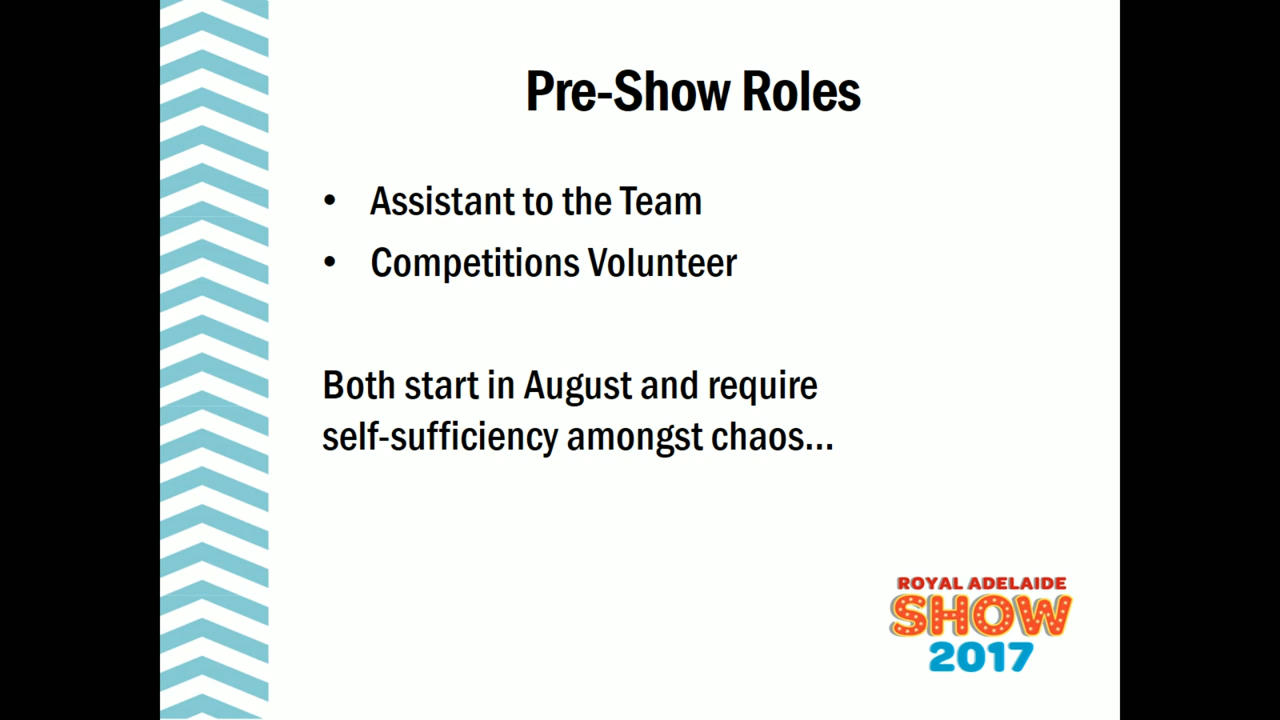 Pre-Show Roles
• Assistant to the Team
• Competitions Volunteer
Both start in August and require
self-sufficiency amongst chaos...
ROYAL ADELAIDE
SHOW
2017